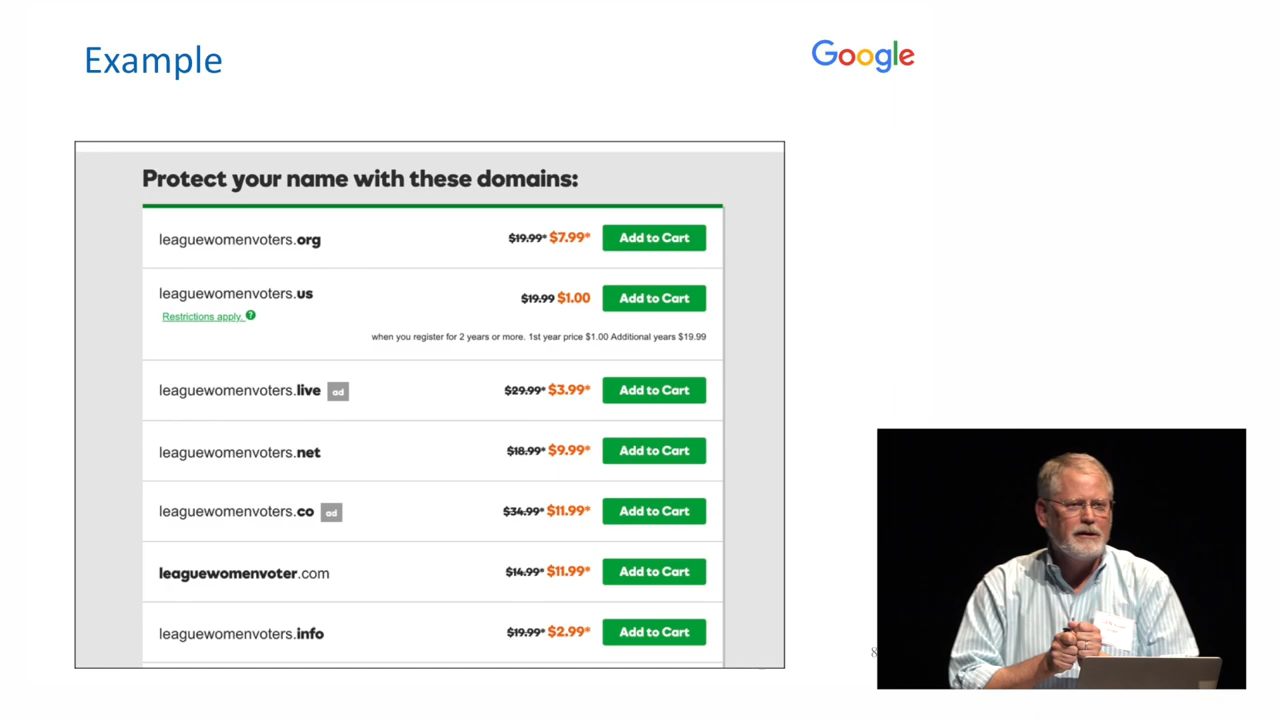 Example
Google
Protect your name with these domains:
leaguewomenvoters.org $19.99* $7.99* Add to Cart
leaguewomenvoters.us $19.99 $1.00 Add to Cart
Restrictions apply. ?
when you register for 2 years or more. 1st year price $1.00 Additional years $19.99
leaguewomenvoters.live ad $29.99* $3.99* Add to Cart
leaguewomenvoters.net $18.99* $9.99* Add to Cart
leaguewomenvoters.co ad $34.99* $11.99* Add to Cart
leaguewomenvoter.com $14.99* $11.99* Add to Cart
leaguewomenvoters.info $19.99* $2.99* Add to Cart
8